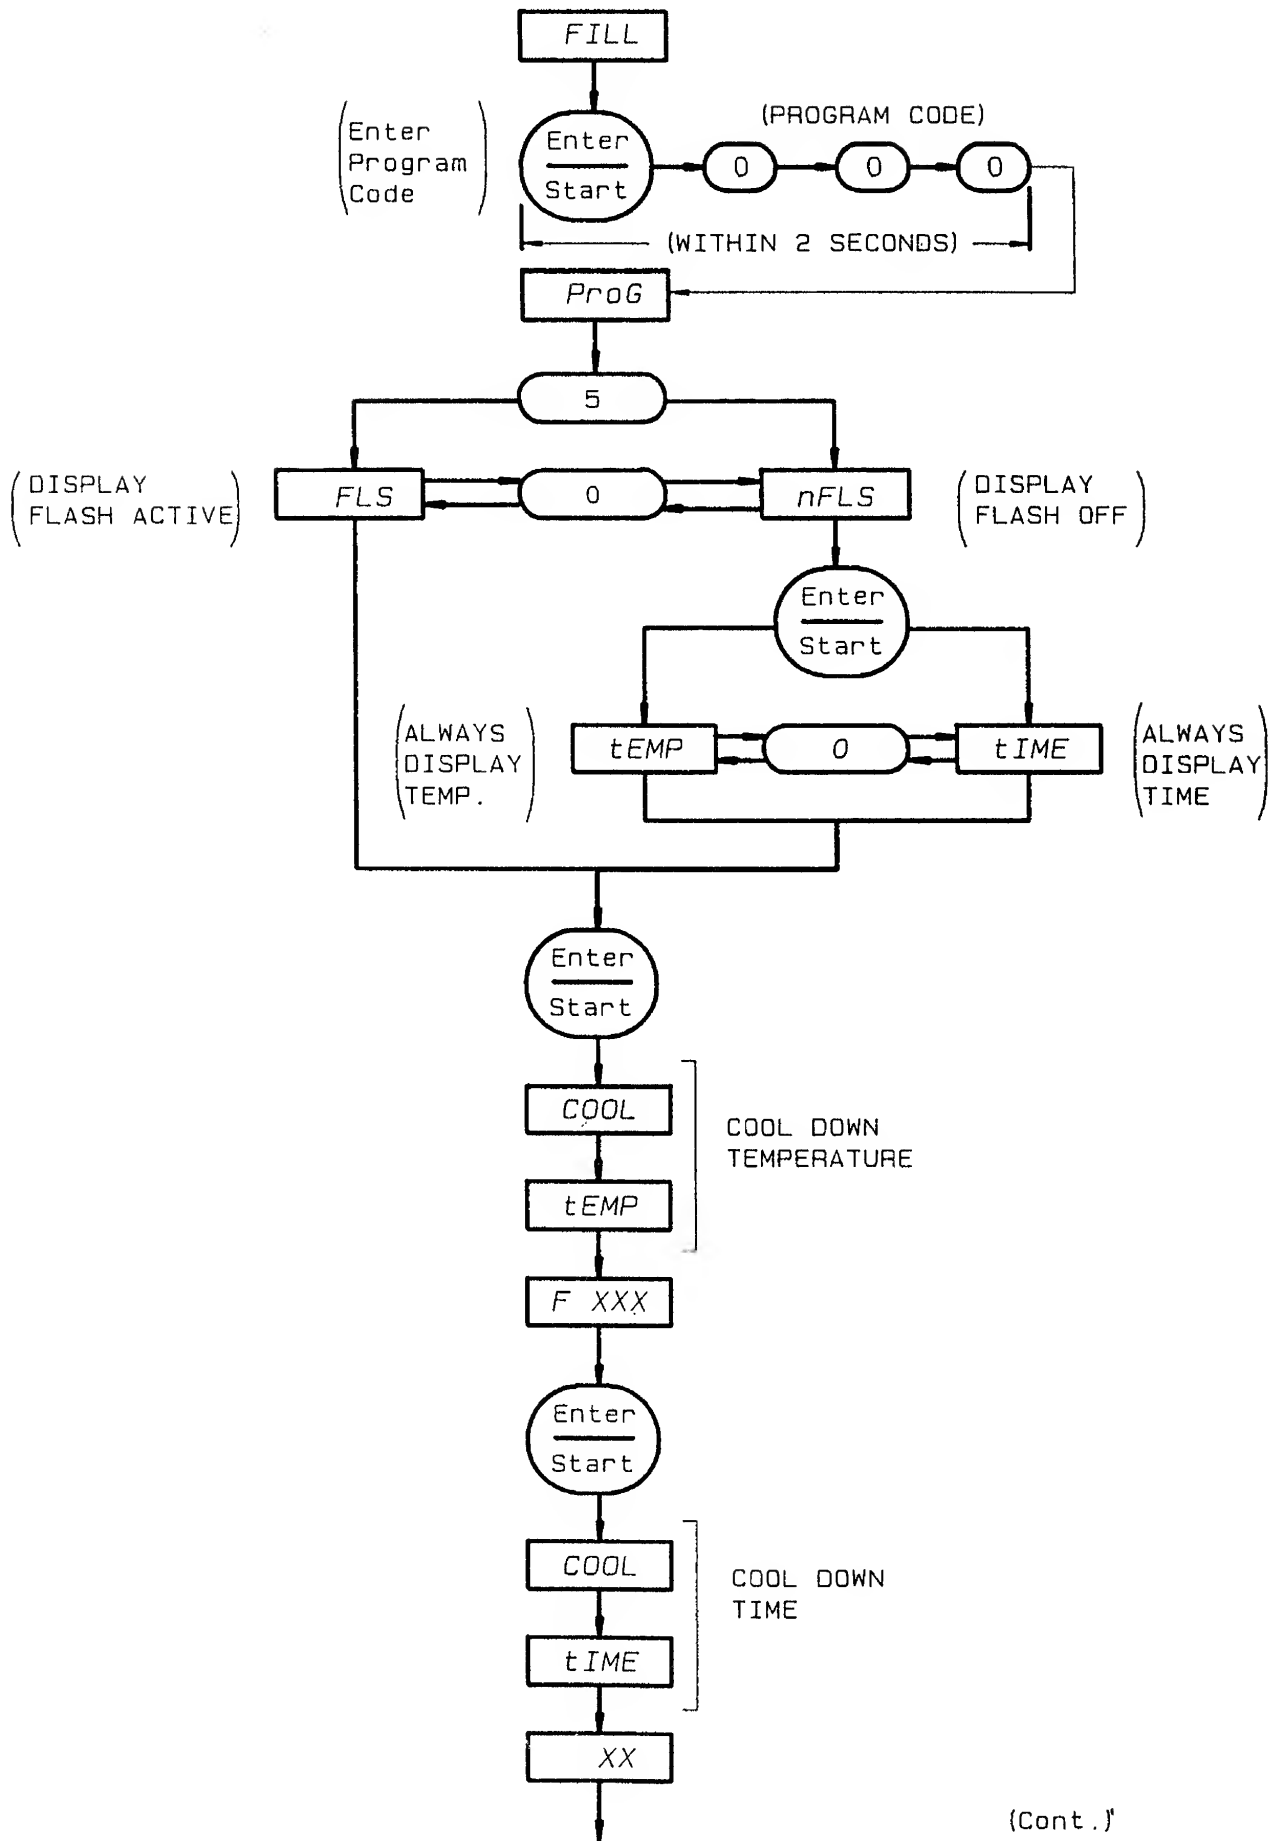 FILL
(Enter
Program
Code)
Enter
Start
(PROGRAM CODE)
0
0
0
(WITHIN 2 SECONDS)
ProG
5
(DISPLAY
FLASH ACTIVE)
FLS
0
nFLS
(DISPLAY
FLASH OFF)
Enter
Start
(ALWAYS
DISPLAY
TEMP.)
tEMP
0
tIME
(ALWAYS
DISPLAY
TIME)
Enter
Start
COOL
tEMP
COOL DOWN
TEMPERATURE
F XXX
Enter
Start
COOL
tIME
COOL DOWN
TIME
XX
(Cont.)